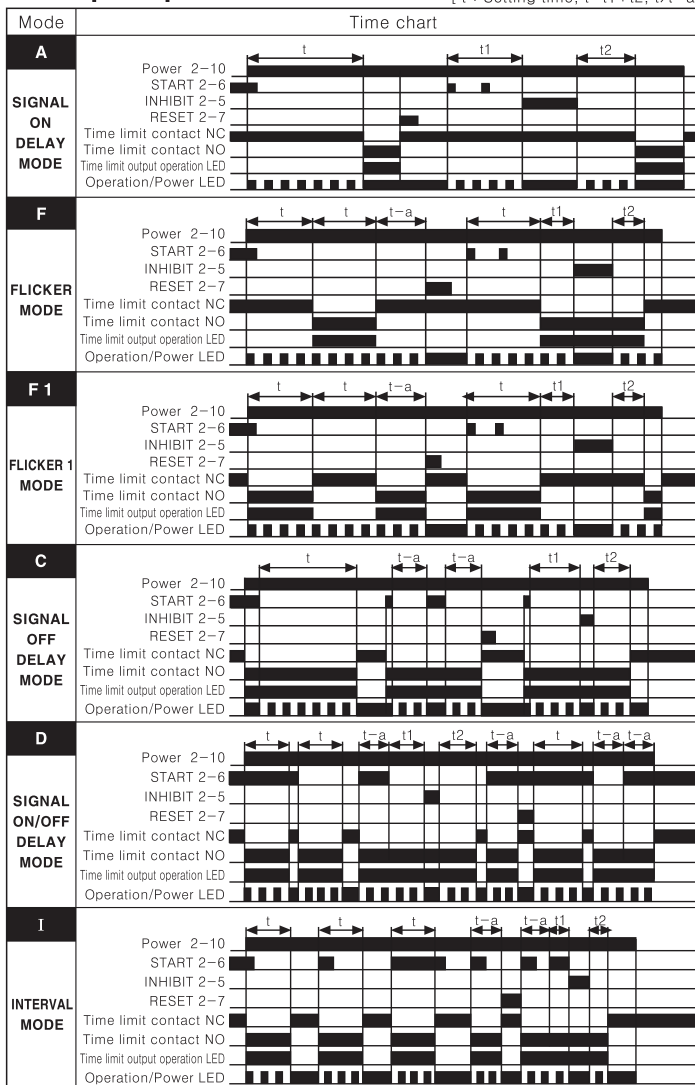 [ t : Setting time, t=t1+t2, t>t-a
Mode Time chart
A
SIGNAL
ON
DELAY
MODE
t t1 t2
Power 2-10
START 2-6
INHIBIT 2-5
RESET 2-7
Time limit contact NC
Time limit contact NO
Time limit output operation LED
Operation/Power LED
F
FLICKER
MODE
t t t-a t t1 t2
Power 2-10
START 2-6
INHIBIT 2-5
RESET 2-7
Time limit contact NC
Time limit contact NO
Time limit output operation LED
Operation/Power LED
F 1
FLICKER 1
MODE
t t t-a t t1 t2
Power 2-10
START 2-6
INHIBIT 2-5
RESET 2-7
Time limit contact NC
Time limit contact NO
Time limit output operation LED
Operation/Power LED
C
SIGNAL
OFF
DELAY
MODE
t t-a t-a t1 t2
Power 2-10
START 2-6
INHIBIT 2-5
RESET 2-7
Time limit contact NC
Time limit contact NO
Time limit output operation LED
Operation/Power LED
D
SIGNAL
ON/OFF
DELAY
MODE
t t t-a t1 t2 t-a t t-a t-a
Power 2-10
START 2-6
INHIBIT 2-5
RESET 2-7
Time limit contact NC
Time limit contact NO
Time limit output operation LED
Operation/Power LED
I
INTERVAL
MODE
t t t t-a t-a t1 t2
Power 2-10
START 2-6
INHIBIT 2-5
RESET 2-7
Time limit contact NC
Time limit contact NO
Time limit output operation LED
Operation/Power LED